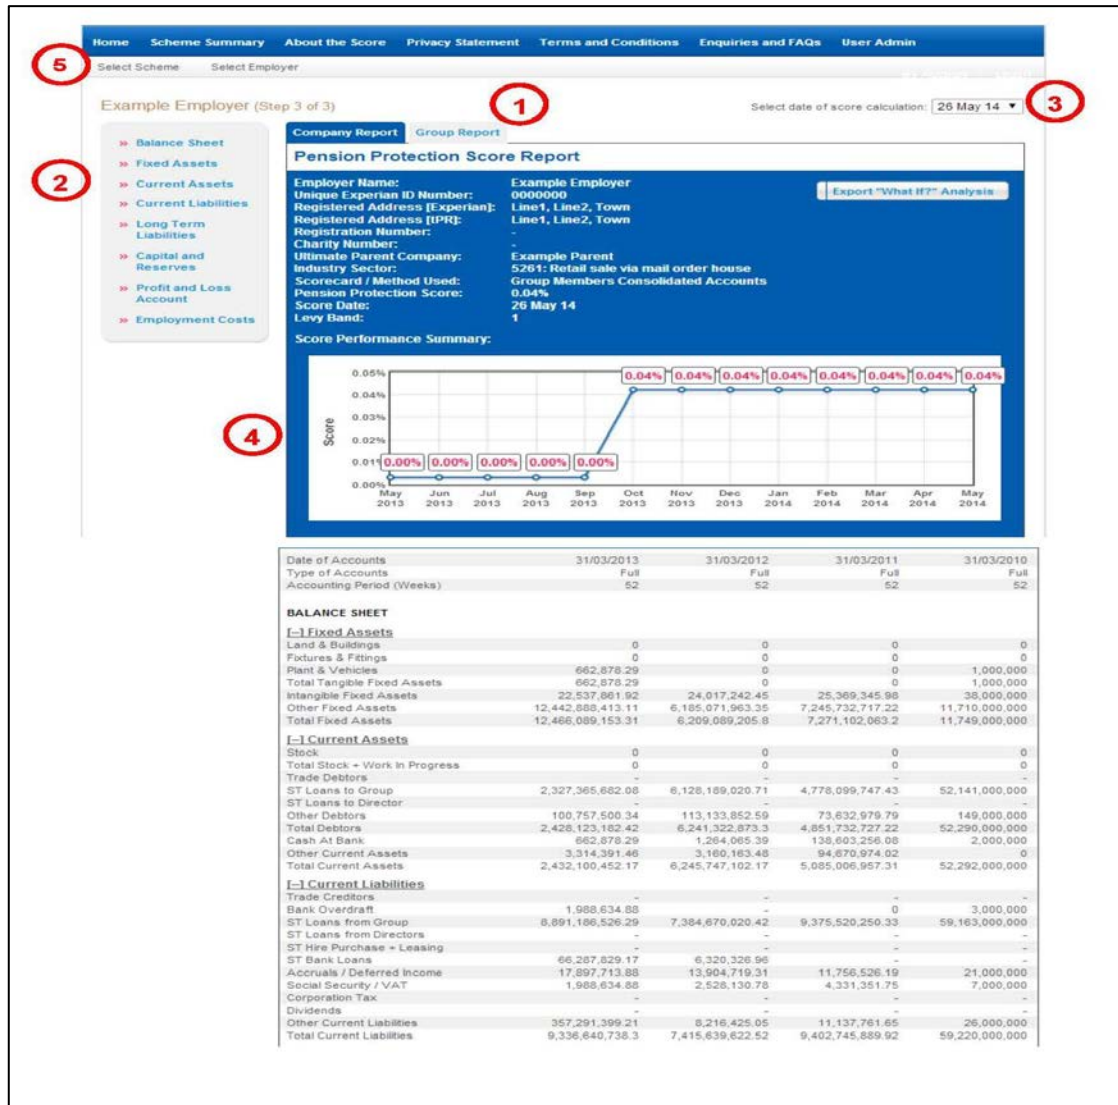 Home Scheme Summary About the Score Privacy Statement Terms and Conditions Enquiries and FAQs User Admin
5
Select Scheme Select Employer
Example Employer (Step 3 of 3)
1
Select date of score calculation: 26 May 14
3
Company Report Group Report
Pension Protection Score Report
2
» Balance Sheet
» Fixed Assets
» Current Assets
» Current Liabilities
» Long Term
Liabilities
» Capital and
Reserves
» Profit and Loss
Account
» Employment Costs
Employer Name: Example Employer
Export "What If?" Analysis
Unique Experian ID Number: 0000000
Registered Address [Experian]: Line1, Line2, Town
Registered Address [IPR]: Line1, Line2, Town
Registration Number: -
Charity Number: -
Ultimate Parent Company: Example Parent
Industry Sector: 5261: Retail sale via mail order house
Scorecard / Method Used: Group Members Consolidated Accounts
Pension Protection Score: 0.04%
Score Date: 26 May 14
Levy Band: 1
Score Performance Summary:
4
Score
0.05%
0.04%
0.03%
0.02%
0.01%
0.00%
0.00% 0.00% 0.00% 0.00% 0.00% 0.04% 0.04% 0.04% 0.04% 0.04% 0.04% 0.04% 0.04%
May Jun Jul Aug Sep Oct Nov Dec Jan Feb Mar Apr May
2013 2013 2013 2013 2013 2013 2013 2013 2014 2014 2014 2014 2014
Date of Accounts 31/03/2013 31/03/2012 31/03/2011 31/03/2010
Type of Accounts Full Full Full Full
Accounting Period (Weeks) 52 52 52 52
BALANCE SHEET
[–] Fixed Assets
Land & Buildings 0 0 0 0
Fixtures & Fittings 0 0 0 0
Plant & Vehicles 662,878.29 0 0 1,000,000
Total Tangible Fixed Assets 662,878.29 0 0 1,000,000
Intangible Fixed Assets 22,537,861.92 24,017,242.45 25,369,345.98 38,000,000
Other Fixed Assets 12,442,888,413.11 6,185,071,963.35 7,245,732,717.22 11,710,000,000
Total Fixed Assets 12,466,089,153.31 6,209,089,205.8 7,271,102,063.2 11,749,000,000
[–] Current Assets
Stock 0 0 0 0
Total Stock + Work In Progress 0 0 0 0
Trade Debtors - - - -
ST Loans to Group 2,327,365,682.08 6,128,189,020.71 4,778,099,747.43 52,141,000,000
ST Loans to Director - - - -
Other Debtors 100,757,500.34 113,133,852.59 73,632,979.79 149,000,000
Total Debtors 2,428,123,182.42 6,241,322,873.3 4,851,732,727.22 52,290,000,000
Cash At Bank 662,878.29 1,264,065.39 138,603,256.08 2,000,000
Other Current Assets 3,314,391.46 3,160,163.48 94,670,974.02 0
Total Current Assets 2,432,100,452.17 6,245,747,102.17 5,085,006,957.31 52,292,000,000
[–] Current Liabilities
Trade Creditors - - - -
Bank Overdraft 1,988,634.88 - 0 3,000,000
ST Loans from Group 8,891,186,526.29 7,384,670,020.42 9,375,520,250.33 59,163,000,000
ST Loans from Directors - - - -
ST Hire Purchase + Leasing - - - -
ST Bank Loans 66,287,829.17 6,320,326.96 - -
Accruals / Deferred Income 17,897,713.88 13,904,719.31 11,756,526.19 21,000,000
Social Security / VAT 1,988,634.88 2,528,130.78 4,331,351.75 7,000,000
Corporation Tax - - - -
Dividends - - - -
Other Current Liabilities 357,291,399.21 8,216,425.05 11,137,761.65 26,000,000
Total Current Liabilities 9,336,640,738.3 7,415,639,622.52 9,402,745,889.92 59,220,000,000